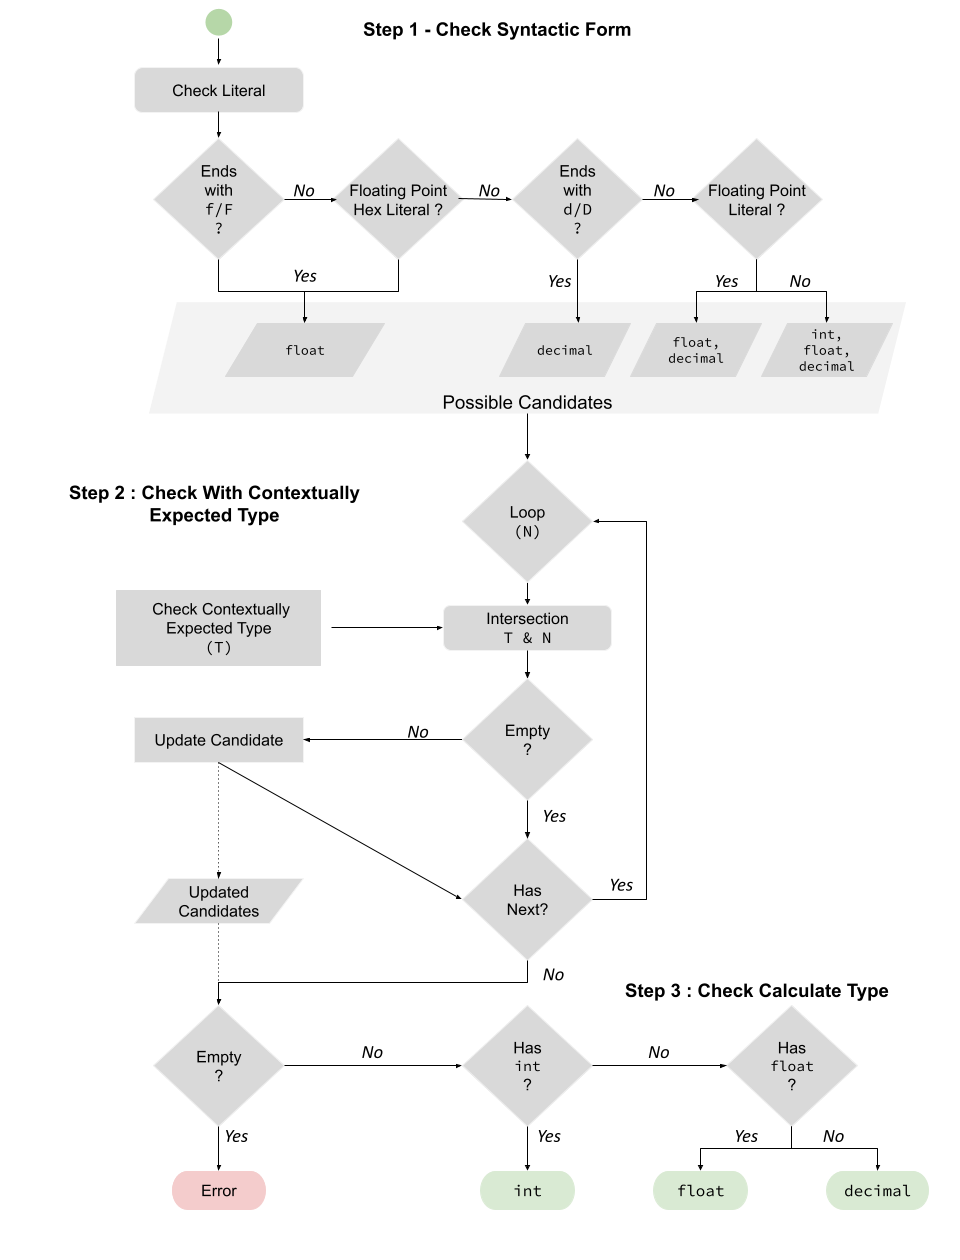 Step 1 - Check Syntactic Form
Check Literal
Ends
with
f/F
?
No
Floating Point
Hex Literal ?
No
Ends
with
d/D
?
No
Floating Point
Literal ?
Yes
Yes
Yes
No
float
decimal
float,
decimal
int,
float,
decimal
Possible Candidates
Step 2 : Check With Contextually
Expected Type
Loop
(N)
Check Contextually
Expected Type
(T)
Intersection
T & N
Empty
?
No
Update Candidate
Yes
Has
Next?
Yes
Updated
Candidates
No
Step 3 : Check Calculate Type
Empty
?
No
Has
int
?
No
Has
float
?
Yes
Yes
Yes
No
Error
int
float
decimal